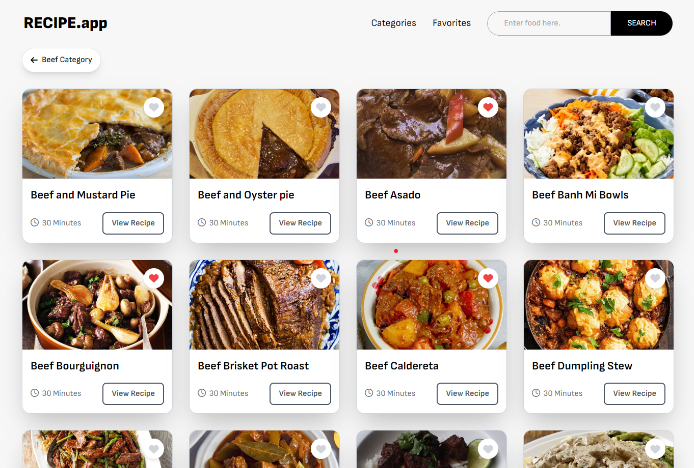 RECIPE.app
Categories
Favorites
Enter food here.
SEARCH
Beef Category
Beef and Mustard Pie
30 Minutes
View Recipe
Beef and Oyster pie
30 Minutes
View Recipe
Beef Asado
30 Minutes
View Recipe
Beef Banh Mi Bowls
30 Minutes
View Recipe
Beef Bourguignon
30 Minutes
View Recipe
Beef Brisket Pot Roast
30 Minutes
View Recipe
Beef Caldereta
30 Minutes
View Recipe
Beef Dumpling Stew
30 Minutes
View Recipe